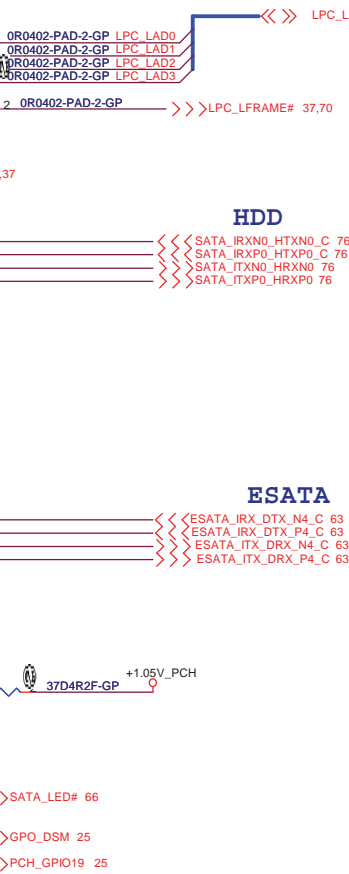 LPC_L
0R0402-PAD-2-GP LPC_LAD0
0R0402-PAD-2-GP LPC_LAD1
0R0402-PAD-2-GP LPC_LAD2
0R0402-PAD-2-GP LPC_LAD3
2 0R0402-PAD-2-GP LPC_LFRAME# 37,70
,37
HDD
SATA_IRXN0_HTXN0_C 76
SATA_IRXP0_HTXP0_C 76
SATA_ITXN0_HRXN0 76
SATA_ITXP0_HRXP0 76
ESATA
ESATA_IRX_DTX_N4_C 63
ESATA_IRX_DTX_P4_C 63
ESATA_ITX_DRX_N4_C 63
ESATA_ITX_DRX_P4_C 63
+1.05V_PCH
37D4R2F-GP
SATA_LED# 66
GPO_DSM 25
PCH_GPIO19 25